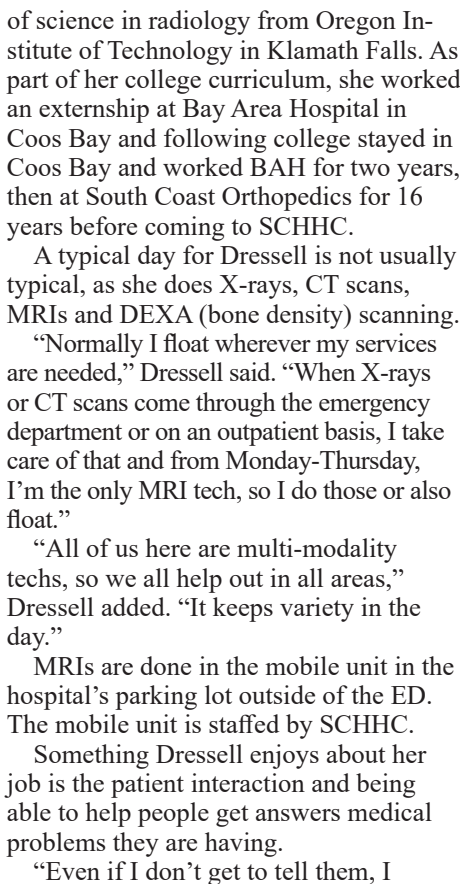 of science in radiology from Oregon In-
stitute of Technology in Klamath Falls. As
part of her college curriculum, she worked
an externship at Bay Area Hospital in
Coos Bay and following college stayed in
Coos Bay and worked BAH for two years,
then at South Coast Orthopedics for 16
years before coming to SCHHC.
A typical day for Dressell is not usually
typical, as she does X-rays, CT scans,
MRIs and DEXA (bone density) scanning.
“Normally I float wherever my services
are needed,” Dressell said. “When X-rays
or CT scans come through the emergency
department or on an outpatient basis, I take
care of that and from Monday-Thursday,
I’m the only MRI tech, so I do those or also
float.”
“All of us here are multi-modality
techs, so we all help out in all areas,”
Dressell added. “It keeps variety in the
day.”
MRIs are done in the mobile unit in the
hospital’s parking lot outside of the ED.
The mobile unit is staffed by SCHHC.
Something Dressell enjoys about her
job is the patient interaction and being
able to help people get answers medical
problems they are having.
“Even if I don’t get to tell them, I